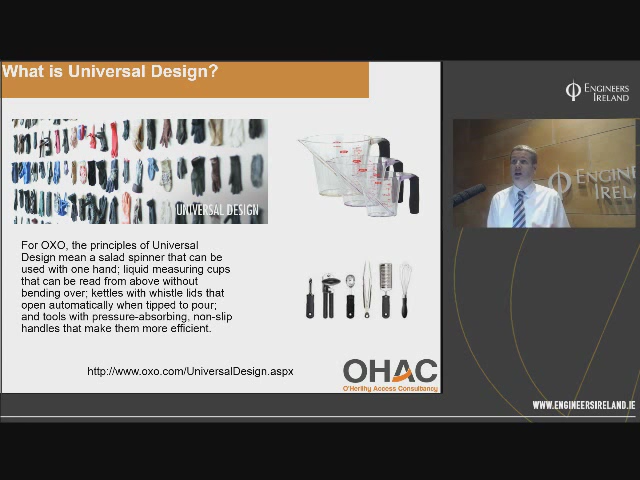 What is Universal Design?
ENGINEERS
IRELAND
UNIVERSAL DESIGN
ENGINE
IREL
For OXO, the principles of Universal
Design mean a salad spinner that can be
used with one hand; liquid measuring cups
that can be read from above without
bending over; kettles with whistle lids that
open automatically when tipped to pour;
and tools with pressure-absorbing, non-slip
handles that make them more efficient.
http://www.oxo.com/UniversalDesign.aspx
OHAC
O'Herlihy Access Consultancy
WWW.ENGINEERSIRELAND.IE